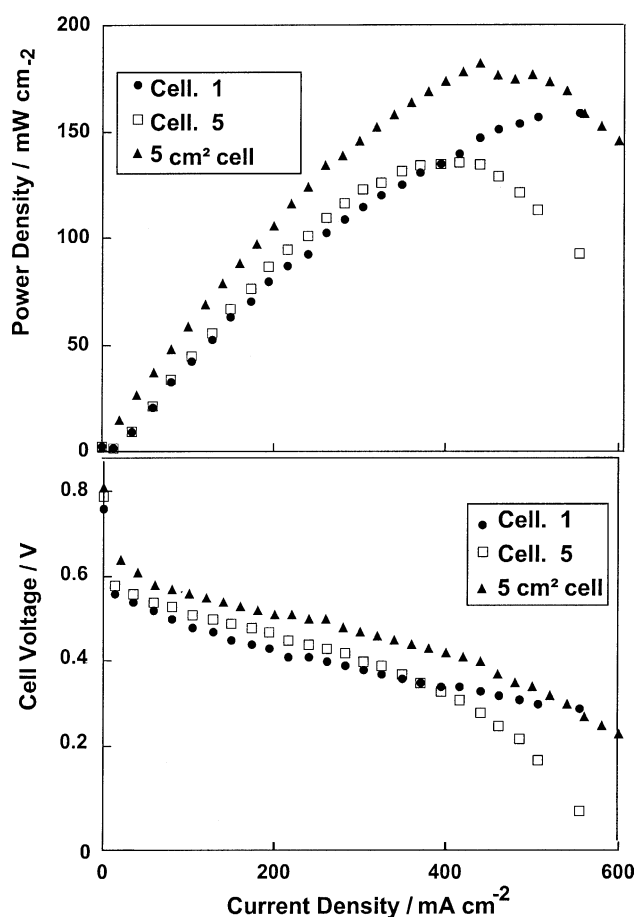 200
150
100
50
0
Power Density / mW cm-2
Cell. 1
Cell. 5
5 cm² cell
0.8
0.6
0.4
0.2
0
Cell Voltage / V
Cell. 1
Cell. 5
5 cm² cell
0 200 400 600
Current Density / mA cm-2